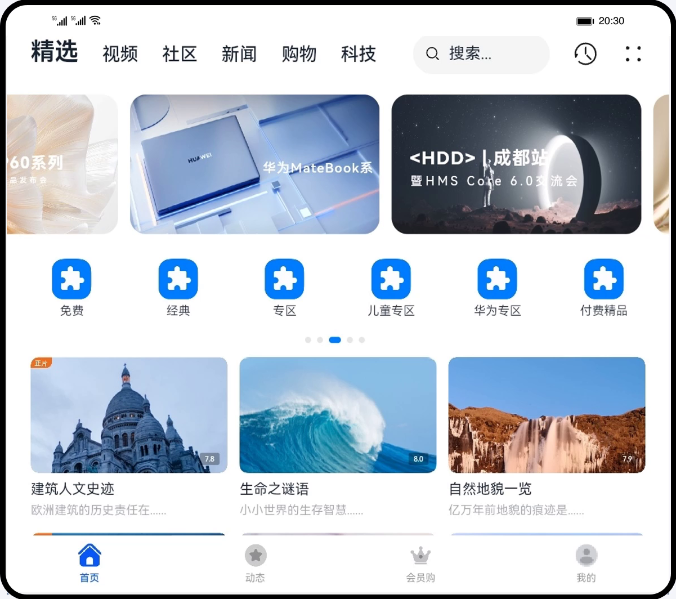 5G 5G 20:30
精选 视频 社区 新闻 购物 科技 搜索...
60系列
品发布会
HUAWEI
华为MateBook系
<HDD> | 成都站
暨HMS Core 6.0交流会
免费 经典 专区 儿童专区 华为专区 付费精品
正片
7.8 8.0 7.9
建筑人文史迹 生命之谜语 自然地貌一览
欧洲建筑的历史责任在...... 小小世界的生存智慧...... 亿万年前地貌的痕迹是......
首页 动态 会员购 我的